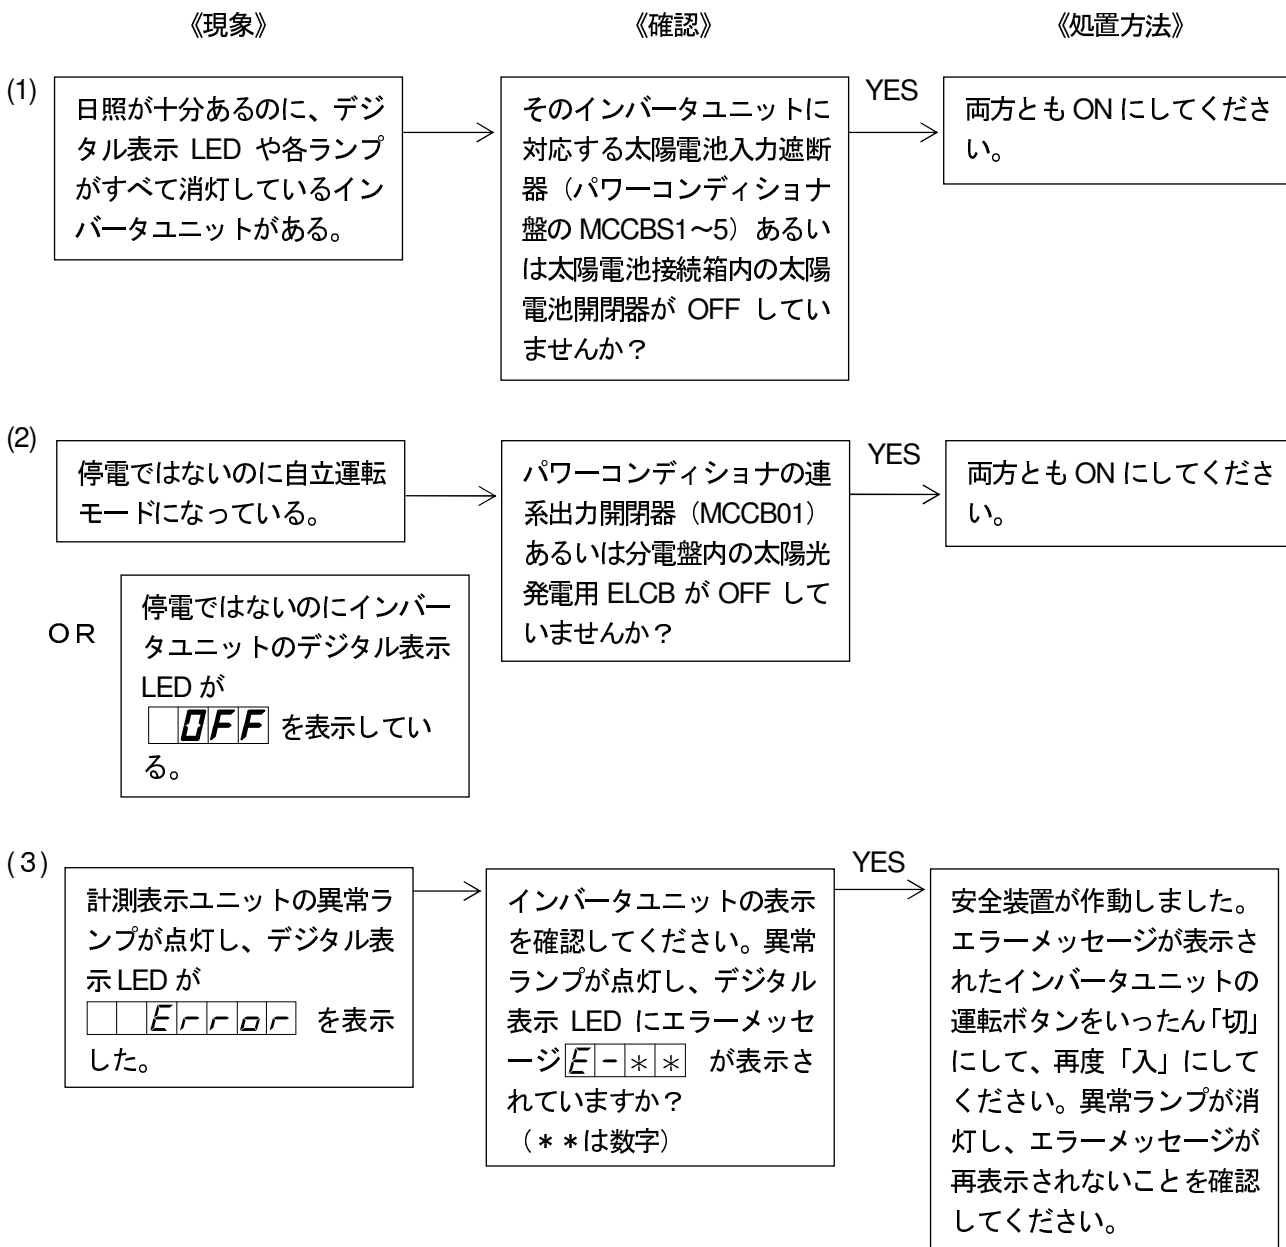 《現象》
《確認》
《処置方法》
(1)
日照が十分あるのに、デジ
タル表示 LED や各ランプ
がすべて消灯しているイン
バータユニットがある。
そのインバータユニットに
対応する太陽電池入力遮断
器（パワーコンディショナ
盤の MCCBS1～5）あるい
は太陽電池接続箱内の太陽
電池開閉器が OFF してい
ませんか？
YES
両方とも ON にしてくださ
い。
(2)
停電ではないのに自立運転
モードになっている。
OR
停電ではないのにインバー
タユニットのデジタル表示
LED が
OFF を表示してい
る。
パワーコンディショナの連
系出力開閉器（MCCB01）
あるいは分電盤内の太陽光
発電用 ELCB が OFF して
いませんか？
YES
両方とも ON にしてくださ
い。
(3)
計測表示ユニットの異常ラ
ンプが点灯し、デジタル表
示 LED が
Error を表示
した。
インバータユニットの表示
を確認してください。異常
ランプが点灯し、デジタル
表示 LED にエラーメッセ
ージ E-＊＊ が表示さ
れていますか？
（＊＊は数字）
YES
安全装置が作動しました。
エラーメッセージが表示さ
れたインバータユニットの
運転ボタンをいったん「切」
にして、再度「入」にして
ください。異常ランプが消
灯し、エラーメッセージが
再表示されないことを確認
してください。